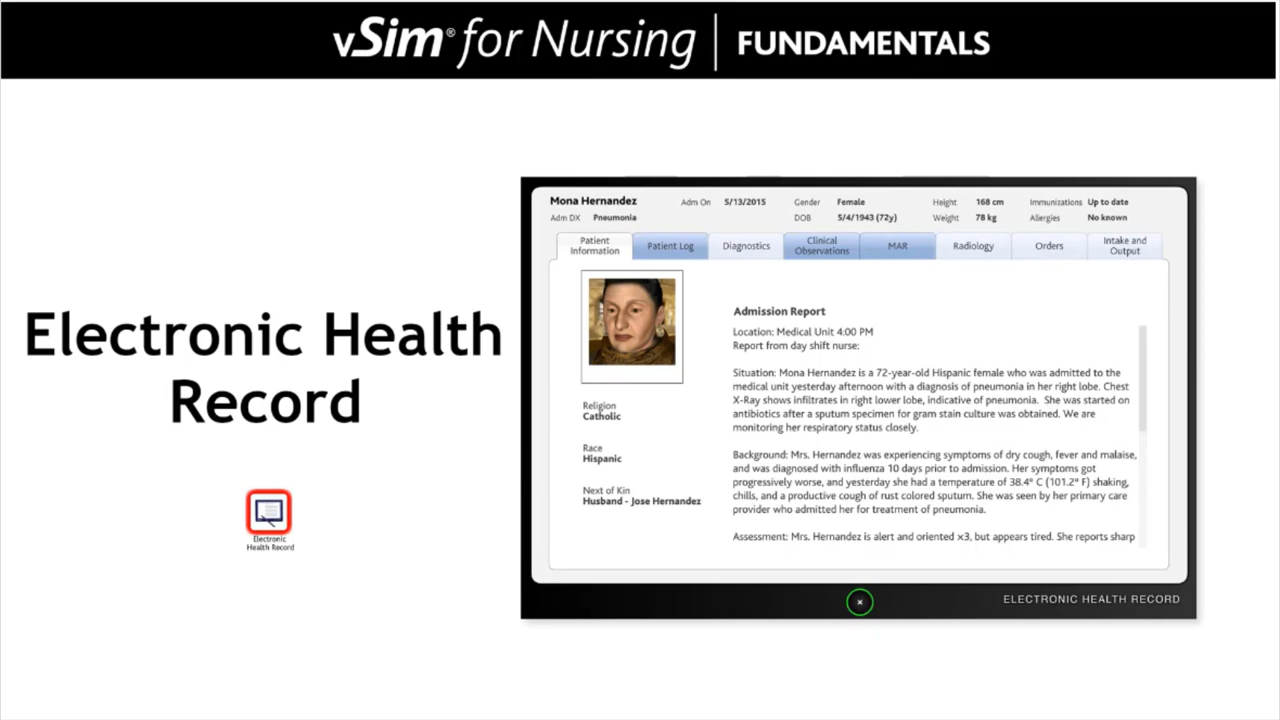 vSim® for Nursing | FUNDAMENTALS
Electronic Health
Record
Electronic
Health Record
Mona Hernandez Adm On 5/13/2015 Gender Female Height 168 cm Immunizations Up to date
Adm DX Pneumonia DOB 5/4/1943 (72y) Weight 78 kg Allergies No known
Patient
Information
Patient Log
Diagnostics
Clinical
Observations
MAR
Radiology
Orders
Intake and
Output
Religion
Catholic
Race
Hispanic
Next of Kin
Husband - Jose Hernandez
Admission Report
Location: Medical Unit 4:00 PM
Report from day shift nurse:
Situation: Mona Hernandez is a 72-year-old Hispanic female who was admitted to the
medical unit yesterday afternoon with a diagnosis of pneumonia in her right lobe. Chest
X-Ray shows infiltrates in right lower lobe, indicative of pneumonia. She was started on
antibiotics after a sputum specimen for gram stain culture was obtained. We are
monitoring her respiratory status closely.
Background: Mrs. Hernandez was experiencing symptoms of dry cough, fever and malaise,
and was diagnosed with influenza 10 days prior to admission. Her symptoms got
progressively worse, and yesterday she had a temperature of 38.4° C (101.2° F) shaking,
chills, and a productive cough of rust colored sputum. She was seen by her primary care
provider who admitted her for treatment of pneumonia.
Assessment: Mrs. Hernandez is alert and oriented ×3, but appears tired. She reports sharp
ELECTRONIC HEALTH RECORD